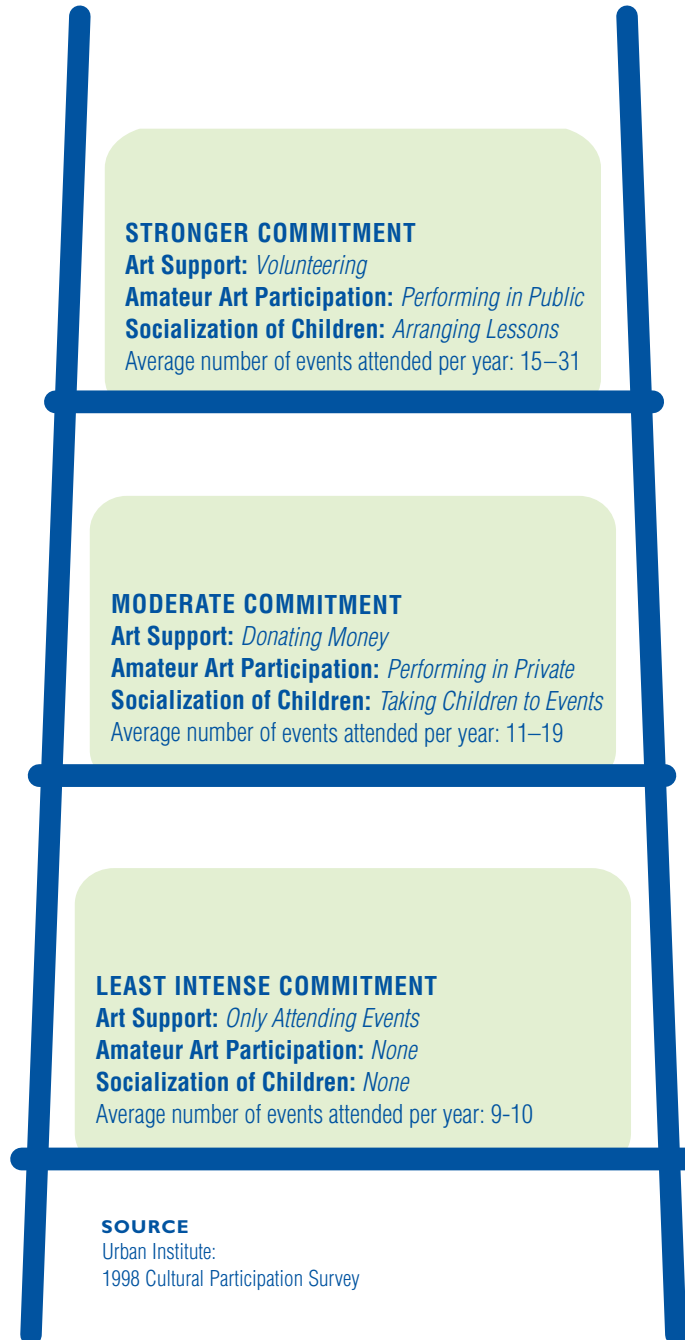 STRONGER COMMITMENT
Art Support: Volunteering
Amateur Art Participation: Performing in Public
Socialization of Children: Arranging Lessons
Average number of events attended per year: 15–31
MODERATE COMMITMENT
Art Support: Donating Money
Amateur Art Participation: Performing in Private
Socialization of Children: Taking Children to Events
Average number of events attended per year: 11–19
LEAST INTENSE COMMITMENT
Art Support: Only Attending Events
Amateur Art Participation: None
Socialization of Children: None
Average number of events attended per year: 9-10
SOURCE
Urban Institute:
1998 Cultural Participation Survey